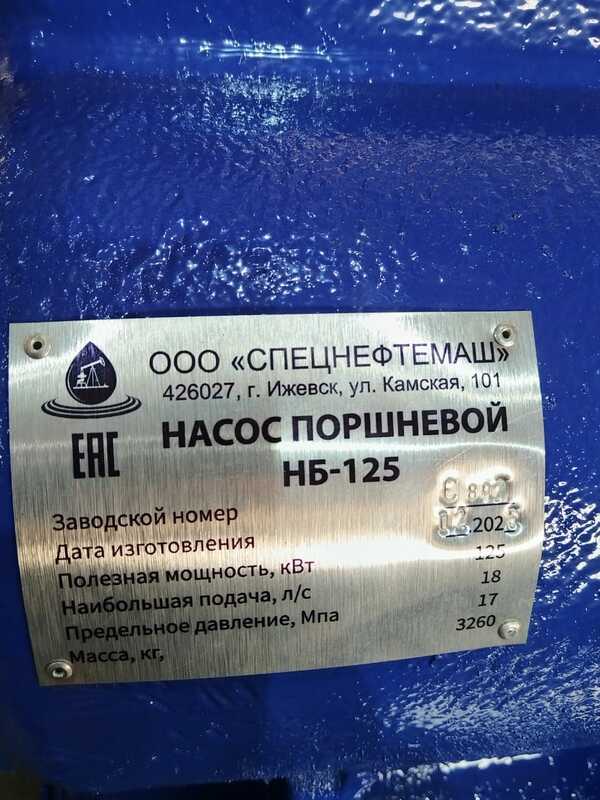 ООО «СПЕЦНЕФТЕМАШ»
426027, г. Ижевск, ул. Камская, 101
EAC
НАСОС ПОРШНЕВОЙ
НБ-125
Заводской номер
Дата изготовления
Полезная мощность, кВт 125
Наибольшая подача, л/с 18
Предельное давление, Мпа 17
Масса, кг, 3260